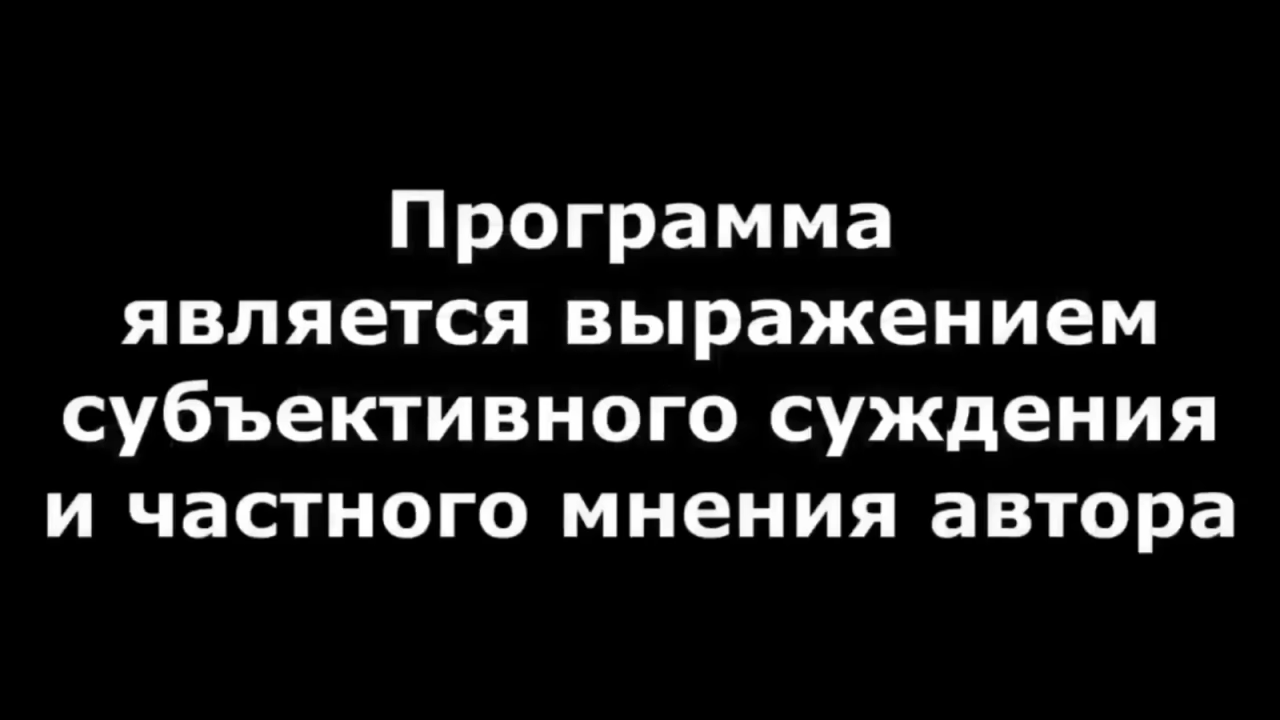 Программа
является выражением
субъективного суждения
и частного мнения автора